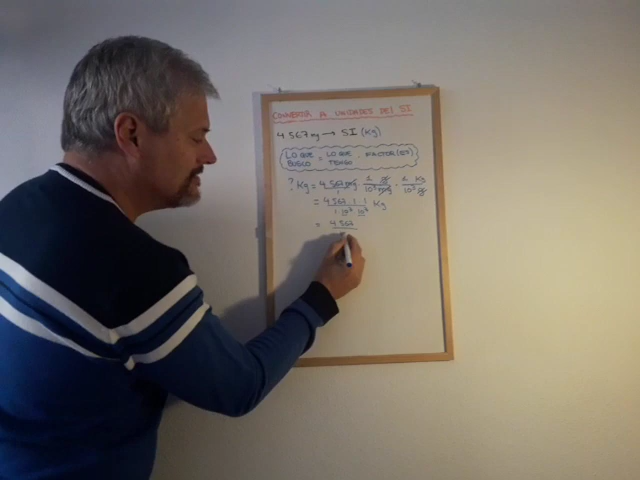 CONVERTIR A UNIDADES DEL SI
4 567 mg → SI (Kg)
LO QUE BUSCO = LO QUE TENGO · FACTOR(ES)
? Kg = 4 567 mg / 1 · 1 g / 10³ mg · 1 Kg / 10³ g
= 4 567 · 1 · 1 / 1 · 10³ · 10³ Kg
= 4 567